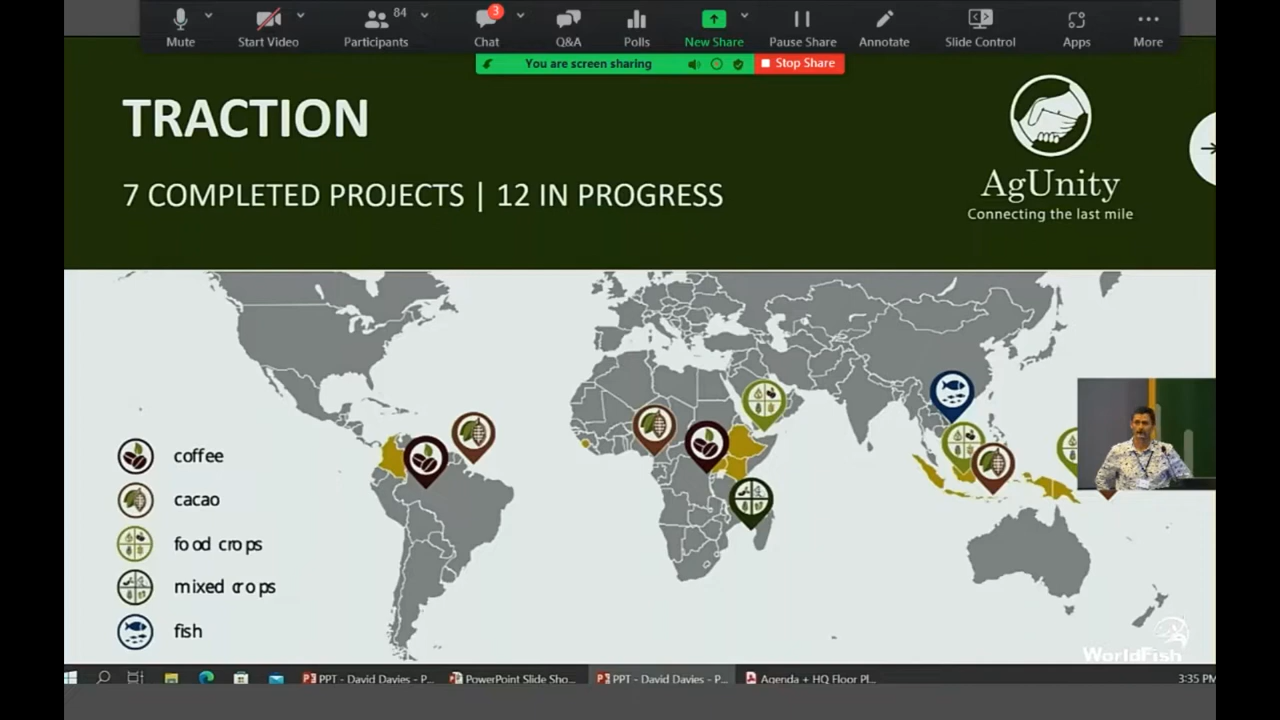 84
3
Mute
Start Video
Participants
Chat
Q&A
Polls
New Share
Pause Share
Annotate
Slide Control
Apps
More
You are screen sharing
Stop Share
TRACTION
7 COMPLETED PROJECTS | 12 IN PROGRESS
AgUnity
Connecting the last mile
coffee
cacao
food crops
mixed crops
fish
WorldFish
PPT - David Davies - P...
PowerPoint Slide Sho...
PPT - David Davies - P...
Agenda + HQ Floor Pl...
3:35 PM